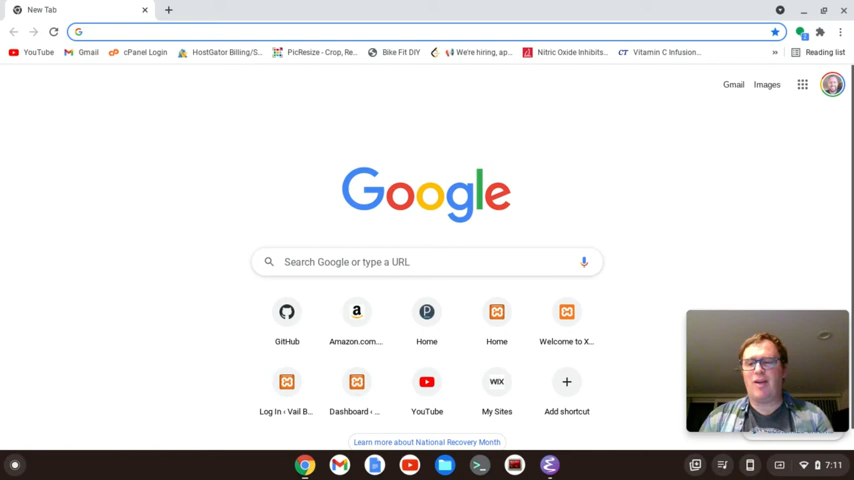 New Tab
YouTube Gmail cPanel Login HostGator Billing/S... PicResize - Crop, Re... Bike Fit DIY We're hiring, ap... Nitric Oxide Inhibits... CT Vitamin C Infusion... » Reading list
Gmail Images
Google
Search Google or type a URL
GitHub Amazon.com... Home Home Welcome to X...
WIX
Log In ‹ Vail B... Dashboard ‹ ... YouTube My Sites Add shortcut
Learn more about National Recovery Month
7:11